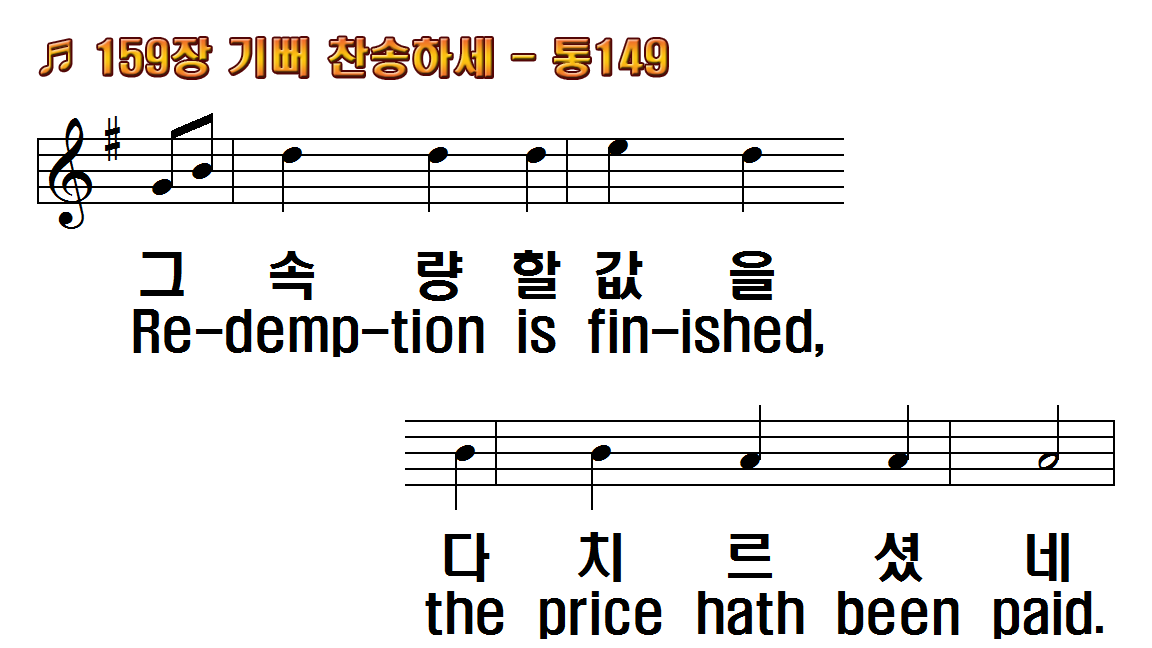 ♬ 159장 기뻐 찬송하세 - 통149
그 속 량 할 값 을
Re-demp-tion is fin-ished,
다 치 르 셨 네
the price hath been paid.